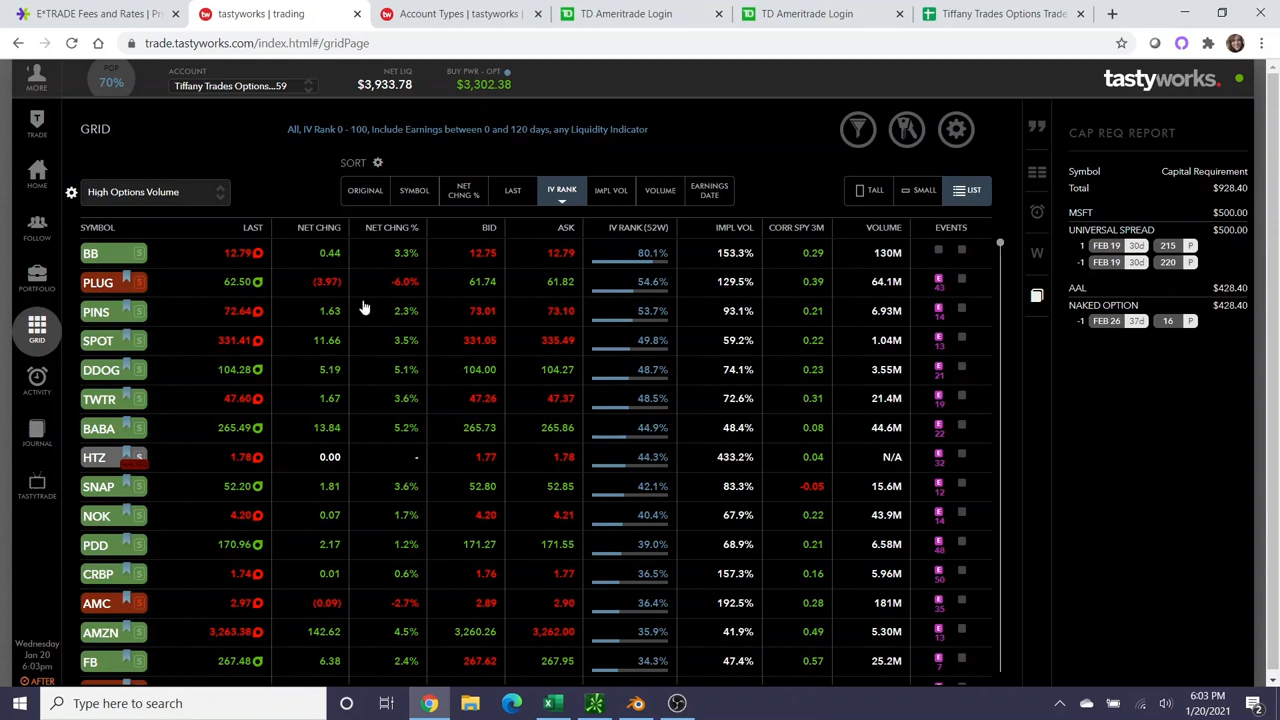 E*TRADE Fees and Rates | Pri
tastyworks | trading
Account Types | tastyworks |
TD Ameritrade Login
TD Ameritrade Login
Tiffany Trades Options Trade
trade.tastyworks.com/index.html#/gridPage
MORE
POP
70%
ACCOUNT
Tiffany Trades Options...59
NET LIQ
$3,933.78
BUY PWR - OPT
$3,302.38
tastyworks.
TRADE
HOME
FOLLOW
PORTFOLIO
GRID
ACTIVITY
JOURNAL
TASTYTRADE
Wednesday
Jan 20
6:03pm
AFTER
GRID
All, IV Rank 0 - 100, Include Earnings between 0 and 120 days, any Liquidity Indicator
SORT
High Options Volume
ORIGINAL SYMBOL NET CHNG % LAST IV RANK IMPL VOL VOLUME EARNINGS DATE
TALL SMALL LIST
SYMBOL LAST NET CHNG NET CHNG % BID ASK IV RANK (52W) IMPL VOL CORR SPY 3M VOLUME EVENTS
BB S 12.79 0.44 3.3% 12.75 12.79 80.1% 153.3% 0.39 130M
PLUG S 62.50 (3.97) -6.0% 61.74 61.82 54.6% 129.5% 0.39 64.1M E 43
PINS S 72.64 1.63 2.3% 73.01 73.10 53.7% 93.1% 0.21 6.93M E 14
SPOT S 331.41 11.66 3.5% 331.05 335.49 49.8% 59.2% 0.22 1.04M E 13
DDOG S 104.28 5.19 5.1% 104.00 104.27 48.7% 74.1% 0.23 3.55M E 21
TWTR S 47.60 1.67 3.6% 47.26 47.37 48.5% 72.6% 0.31 21.4M E 19
BABA S 265.49 13.84 5.2% 265.73 265.86 44.9% 48.4% 0.08 44.6M E 22
HTZ S 1.78 0.00 - 1.77 1.78 44.3% 433.2% 0.04 N/A E 32
SNAP S 52.20 1.81 3.6% 52.80 52.85 42.1% 83.3% -0.05 15.6M E 12
NOK S 4.20 0.07 1.7% 4.20 4.21 40.4% 67.9% 0.22 43.9M E 14
PDD S 170.96 2.17 1.2% 171.27 171.55 39.0% 68.9% 0.21 6.58M E 48
CRBP S 1.74 0.01 0.6% 1.76 1.77 36.5% 157.3% 0.16 5.96M E 50
AMC S 2.97 (0.09) -2.7% 2.89 2.90 36.4% 192.5% 0.28 181M E 35
AMZN S 3,263.38 142.62 4.5% 3,260.26 3,262.00 35.9% 41.9% 0.49 5.30M E 13
FB S 267.48 6.38 2.4% 267.62 267.95 34.3% 47.4% 0.57 25.2M E 7
W
CAP REQ REPORT
Symbol Capital Requirement
Total $928.40
MSFT $500.00
UNIVERSAL SPREAD $500.00
1 FEB 19 30d 215 P
-1 FEB 19 30d 220 P
AAL $428.40
NAKED OPTION $428.40
-1 FEB 26 37d 16 P
Type here to search
6:03 PM
1/20/2021
2